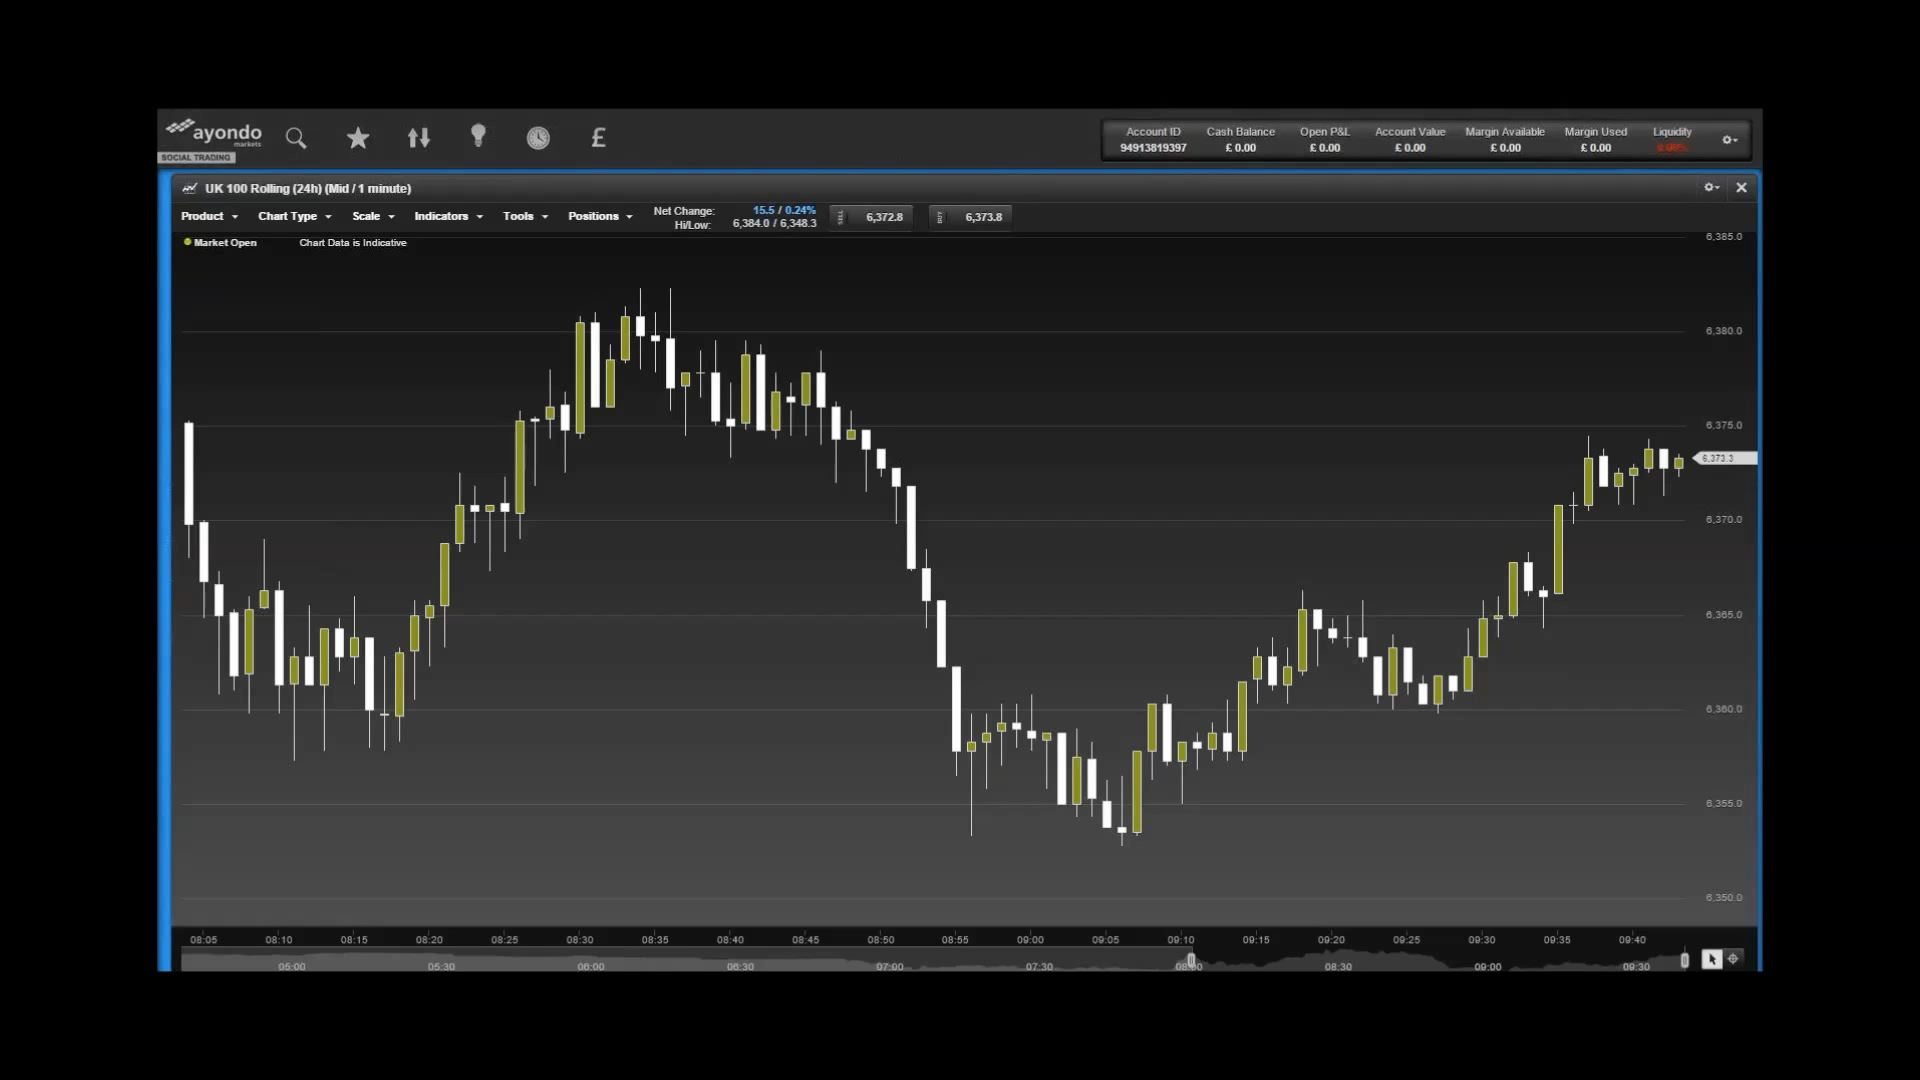 ayondo
markets
SOCIAL TRADING
£
Account ID Cash Balance Open P&L Account Value Margin Available Margin Used Liquidity
94913819397 £ 0.00 £ 0.00 £ 0.00 £ 0.00 £ 0.00
UK 100 Rolling (24h) (Mid / 1 minute)
Product Chart Type Scale Indicators Tools Positions
Net Change: 15.5 / 0.24%
Hi/Low: 6,384.0 / 6,348.3
SELL 6,372.8 BUY 6,373.8
Market Open Chart Data is Indicative
6,385.0
6,380.0
6,375.0
6,373.3
6,370.0
6,365.0
6,360.0
6,355.0
6,350.0
08:05 08:10 08:15 08:20 08:25 08:30 08:35 08:40 08:45 08:50 08:55 09:00 09:05 09:10 09:15 09:20 09:25 09:30 09:35 09:40
05:00 05:30 06:00 06:30 07:00 07:30 08:30 09:00 09:30